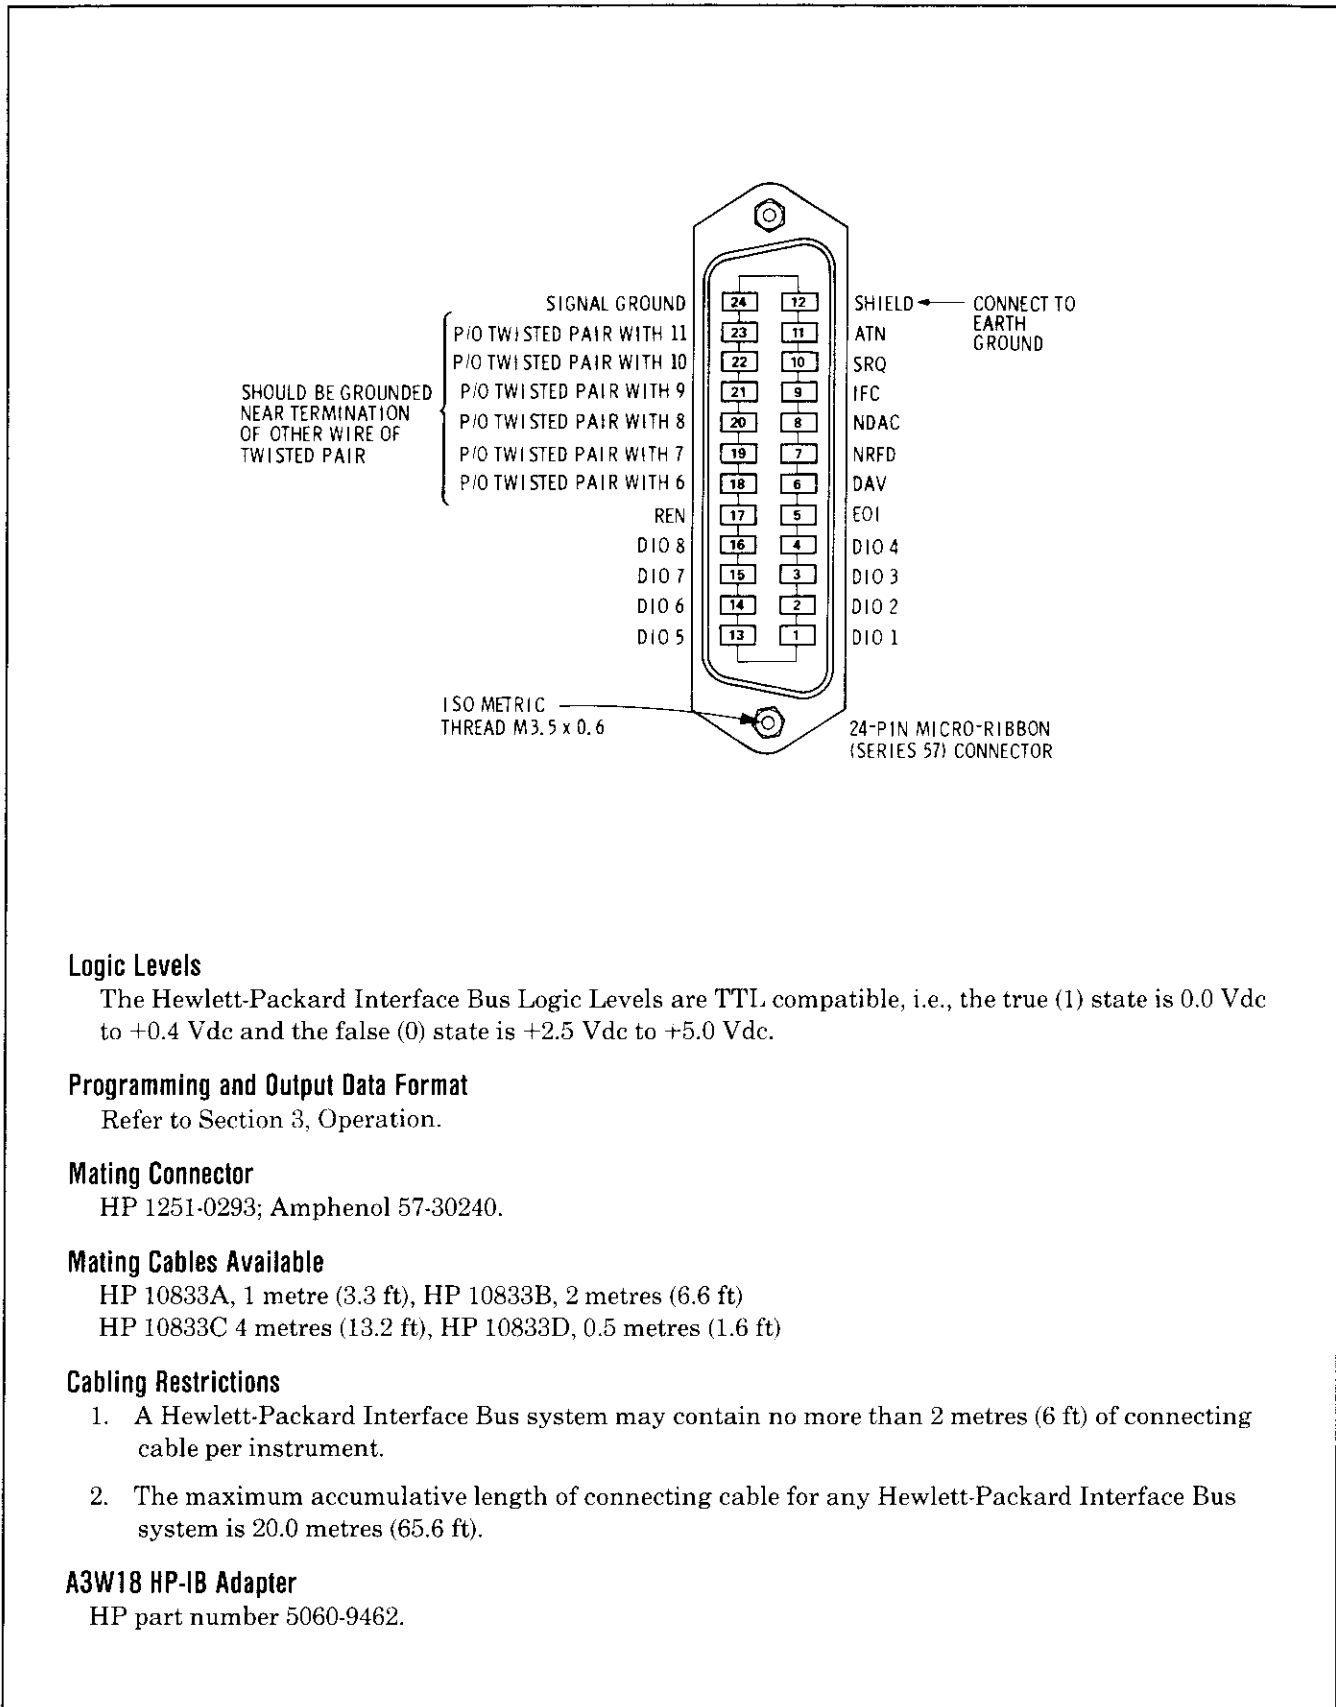 SIGNAL GROUND 24 12 SHIELD CONNECT TO
EARTH
GROUND
P/O TWISTED PAIR WITH 11 23 11 ATN
P/O TWISTED PAIR WITH 10 22 10 SRQ
P/O TWISTED PAIR WITH 9 21 9 IFC
P/O TWISTED PAIR WITH 8 20 8 NDAC
P/O TWISTED PAIR WITH 7 19 7 NRFD
P/O TWISTED PAIR WITH 6 18 6 DAV
SHOULD BE GROUNDED
NEAR TERMINATION
OF OTHER WIRE OF
TWISTED PAIR
REN 17 5 EOI
DIO 8 16 4 DIO 4
DIO 7 15 3 DIO 3
DIO 6 14 2 DIO 2
DIO 5 13 1 DIO 1
ISO METRIC
THREAD M3.5 x 0.6
24-PIN MICRO-RIBBON
(SERIES 57) CONNECTOR
Logic Levels
The Hewlett-Packard Interface Bus Logic Levels are TTL compatible, i.e., the true (1) state is 0.0 Vdc
to +0.4 Vdc and the false (0) state is +2.5 Vdc to +5.0 Vdc.
Programming and Output Data Format
Refer to Section 3, Operation.
Mating Connector
HP 1251-0293; Amphenol 57-30240.
Mating Cables Available
HP 10833A, 1 metre (3.3 ft), HP 10833B, 2 metres (6.6 ft)
HP 10833C 4 metres (13.2 ft), HP 10833D, 0.5 metres (1.6 ft)
Cabling Restrictions
1. A Hewlett-Packard Interface Bus system may contain no more than 2 metres (6 ft) of connecting
cable per instrument.
2. The maximum accumulative length of connecting cable for any Hewlett-Packard Interface Bus
system is 20.0 metres (65.6 ft).
A3W18 HP-IB Adapter
HP part number 5060-9462.